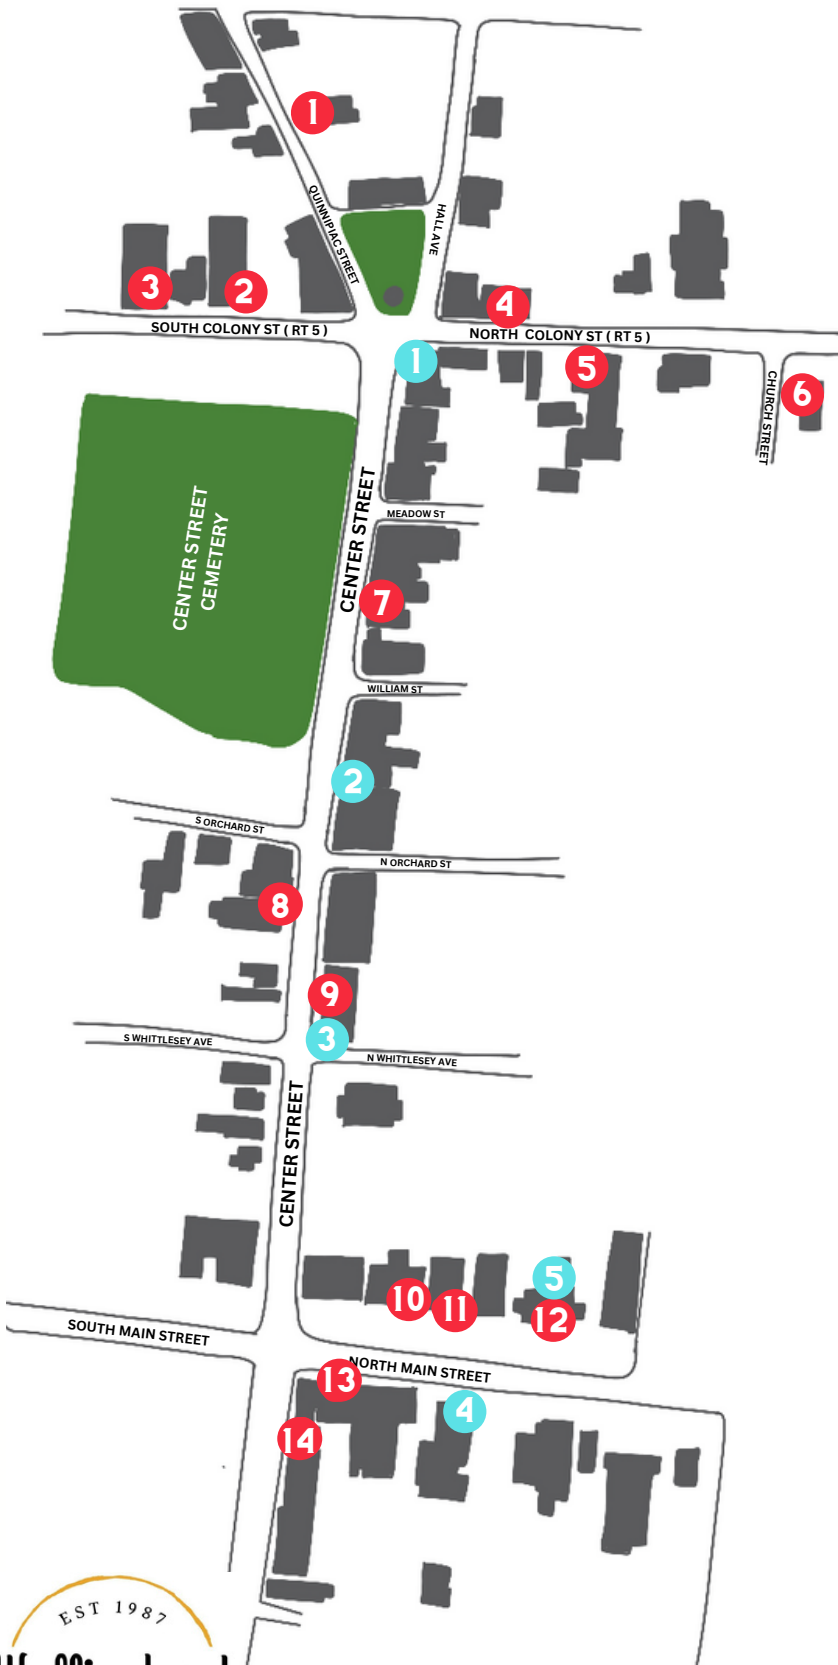 1
QUINNIPIAC STREET
HALL AVE
3
2
4
SOUTH COLONY ST ( RT 5 )
NORTH COLONY ST ( RT 5 )
1
5
6
CHURCH STREET
CENTER STREET
CEMETERY
CENTER STREET
MEADOW ST
7
WILLIAM ST
2
S ORCHARD ST
N ORCHARD ST
8
9
3
S WHITTLESEY AVE
N WHITTLESEY AVE
CENTER STREET
5
10
11
12
SOUTH MAIN STREET
NORTH MAIN STREET
13
4
14
EST 1987